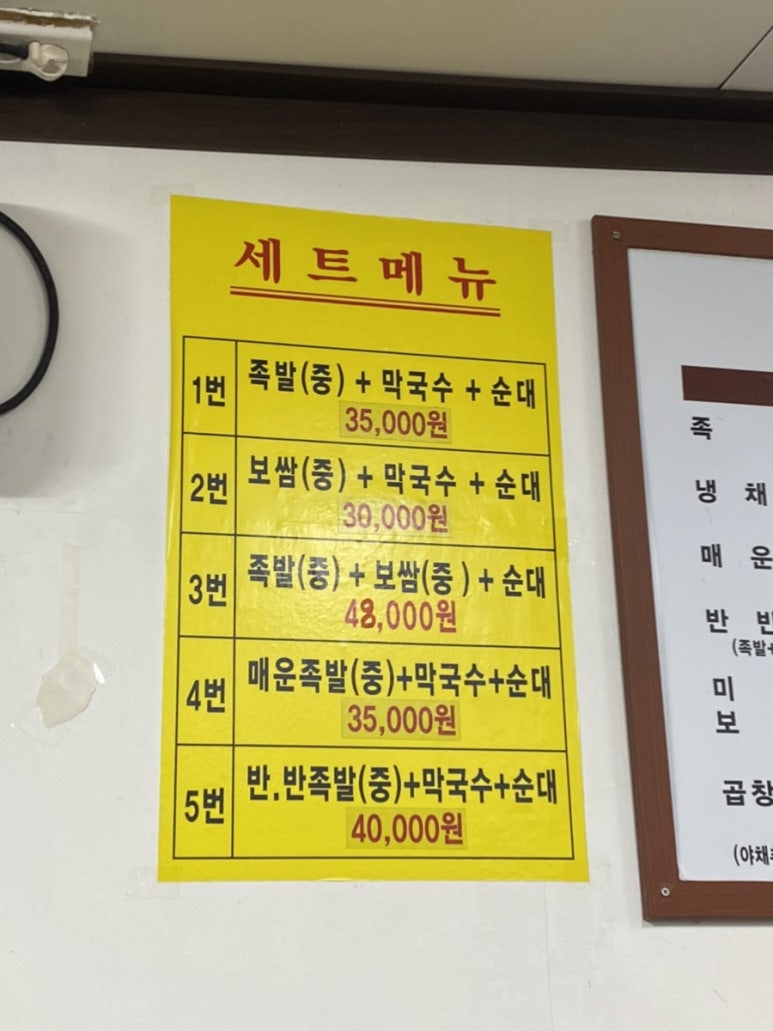 세트메뉴
1번 족발(중) + 막국수 + 순대
35,000원
2번 보쌈(중) + 막국수 + 순대
30,000원
3번 족발(중) + 보쌈(중 ) + 순대
48,000원
4번 매운족발(중)+막국수+순대
35,000원
5번 반.반족발(중)+막국수+순대
40,000원
족
냉 채
매 운
반 반
(족발+
미
보
곱창
(야채